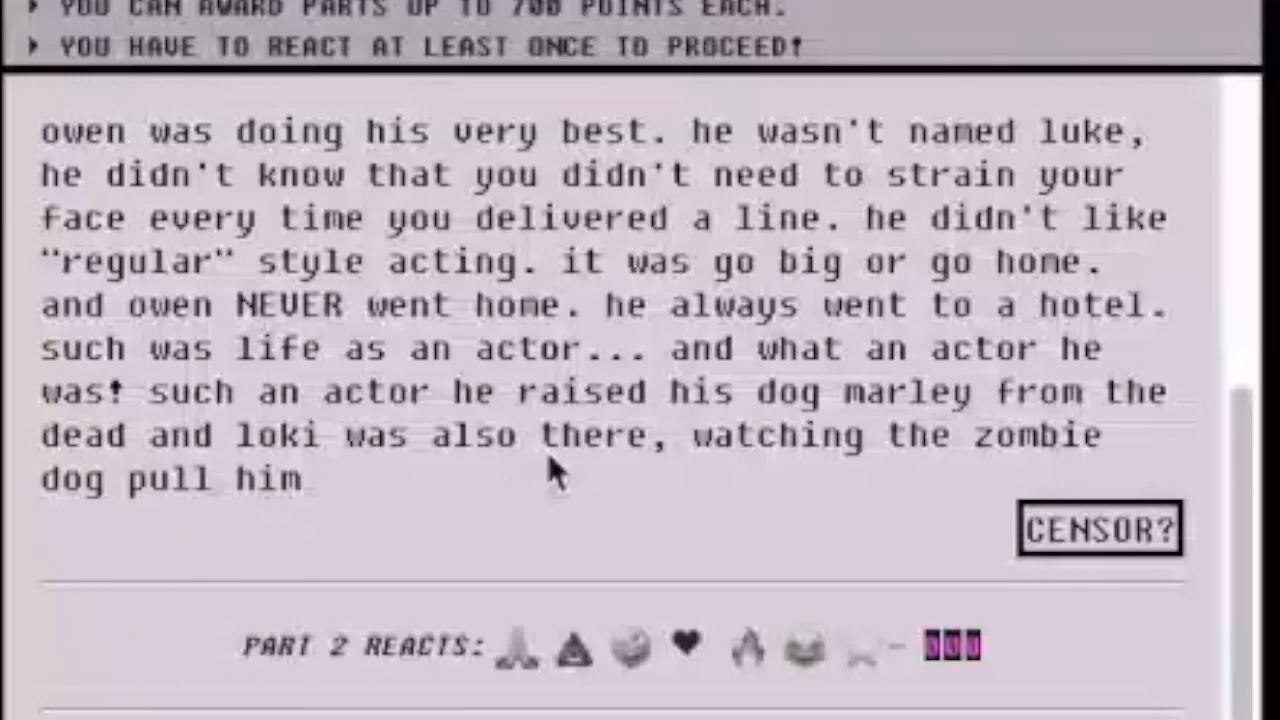 ▸ YOU CAN AWARD PARTS UP TO 700 POINTS EACH.
▸ YOU HAVE TO REACT AT LEAST ONCE TO PROCEED!
owen was doing his very best. he wasn't named luke,
he didn't know that you didn't need to strain your
face every time you delivered a line. he didn't like
"regular" style acting. it was go big or go home.
and owen NEVER went home. he always went to a hotel.
such was life as an actor... and what an actor he
was! such an actor he raised his dog marley from the
dead and loki was also there, watching the zombie
dog pull him
CENSOR?
PART 2 REACTS: - 000